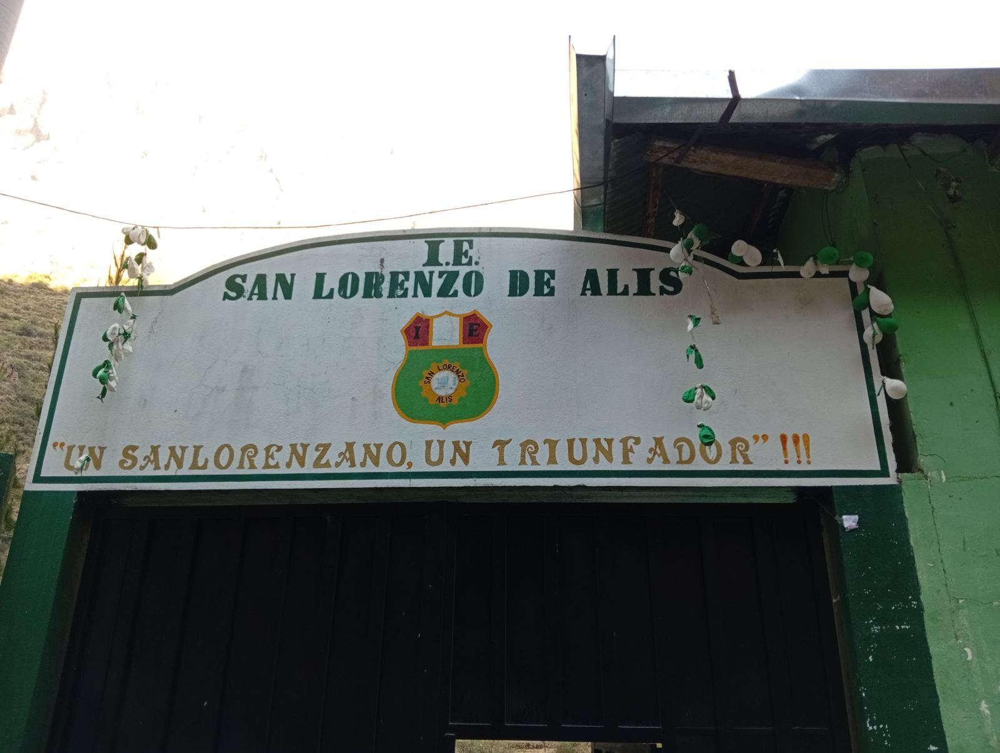 I.E.
SAN LORENZO DE ALIS
I E
SAN LORENZO
ALIS
"UN SANLORENZANO, UN TRIUNFADOR" !!!